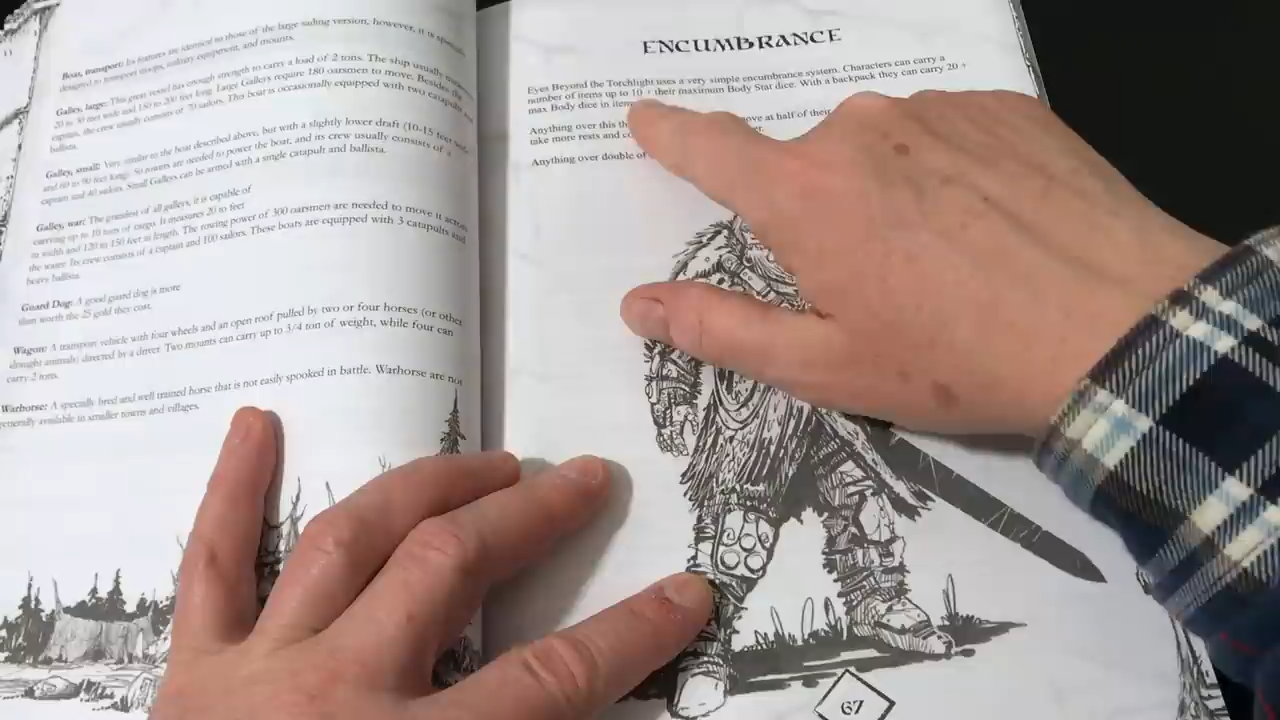 11
Boat, transport: Its features are identical to those of the large sailing version, however, it is specially
designed to transport troops, military equipment, and mounts.
Galley, large: This great vessel has enough strength to carry a load of 2 tons. The ship usually measures
20 to 30 feet wide and 150 to 200 feet long. Large Galleys require 180 oarsmen to move. Besides the
captain, the crew usually consists of 70 sailors. This boat is occasionally equipped with two catapults and
ballista.
Galley, small: Very similar to the boat described above, but with a slightly lower draft (10-15 feet wide
and 60 to 90 feet long). 50 rowers are needed to power the boat, and its crew usually consists of a
captain and 40 sailors. Small Galleys can be armed with a single catapult and ballista.
Galley, war: The grandest of all galleys, it is capable of
carrying up to 10 tons of cargo. It measures 20 to feet
in width and 120 to 150 feet in length. The rowing power of 300 oarsmen are needed to move it across
the water. Its crew consists of a captain and 100 sailors. These boats are equipped with 3 catapults and
heavy ballista.
Guard Dog: A good guard dog is more
than worth the 25 gold they cost.
Wagon: A transport vehicle with four wheels and an open roof pulled by two or four horses (or other
draught animals) directed by a driver. Two mounts can carry up to 3/4 ton of weight, while four can
carry 2 tons.
Warhorse: A specially bred and well trained horse that is not easily spooked in battle. Warhorse are not
generally available in smaller towns and villages.
ENCUMBRANCE
Eyes Beyond the Torchlight uses a very simple encumbrance system. Characters can carry a
number of items up to 10 + their maximum Body Stat dice. With a backpack they can carry 20 +
max Body dice in
Anything over this move at half of their
take more rests and
Anything over double of
67